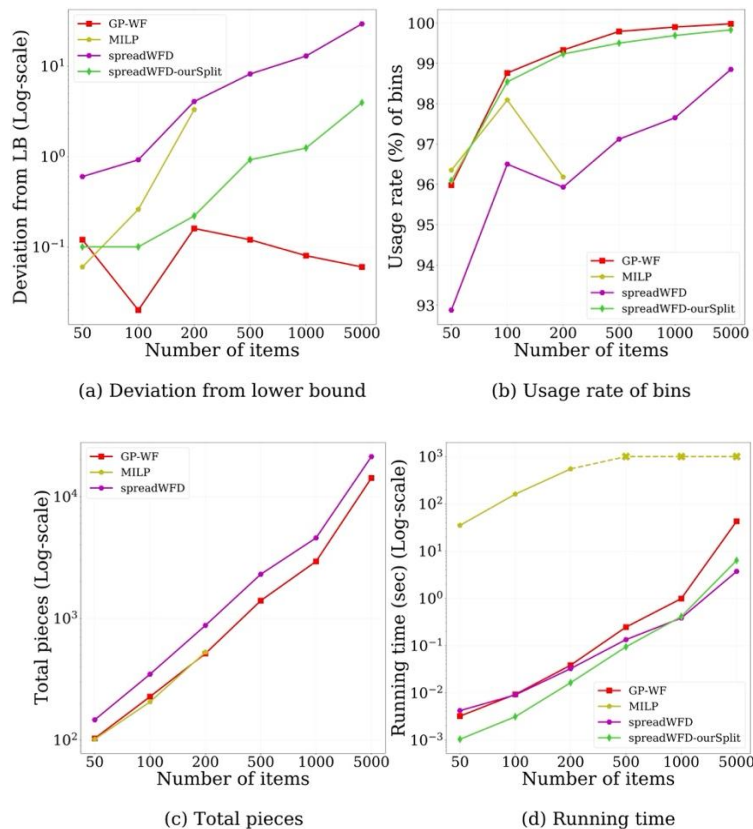 GP-WF
MILP
spreadWFD
spreadWFD-ourSplit
Deviation from LB (Log-scale)
10¹
10⁰
10⁻¹
50 100 200 500 1000 5000
Number of items
(a) Deviation from lower bound
Usage rate (%) of bins
100
99
98
97
96
95
94
93
GP-WF
MILP
spreadWFD
spreadWFD-ourSplit
50 100 200 500 1000 5000
Number of items
(b) Usage rate of bins
GP-WF
MILP
spreadWFD
Total pieces (Log-scale)
10⁴
10³
10²
50 100 200 500 1000 5000
Number of items
(c) Total pieces
Running time (sec) (Log-scale)
10³
10²
10¹
10⁰
10⁻¹
10⁻²
10⁻³
GP-WF
MILP
spreadWFD
spreadWFD-ourSplit
50 100 200 500 1000 5000
Number of items
(d) Running time